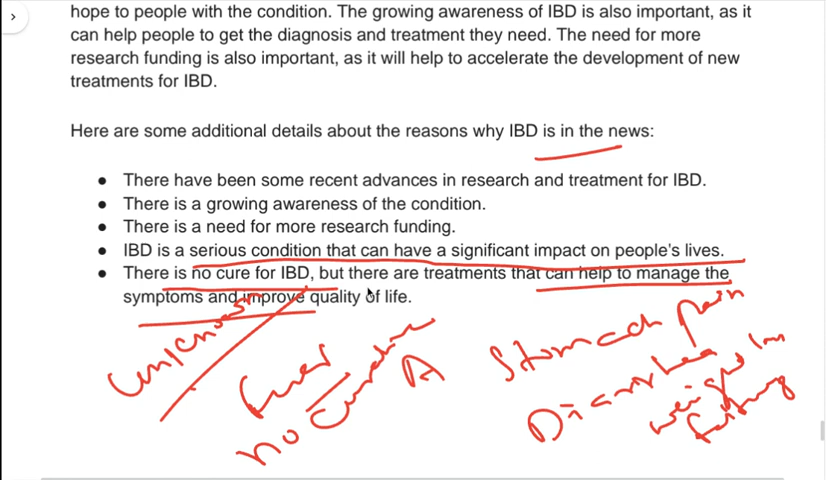 hope to people with the condition. The growing awareness of IBD is also important, as it
can help people to get the diagnosis and treatment they need. The need for more
research funding is also important, as it will help to accelerate the development of new
treatments for IBD.
Here are some additional details about the reasons why IBD is in the news:
● There have been some recent advances in research and treatment for IBD.
● There is a growing awareness of the condition.
● There is a need for more research funding.
● IBD is a serious condition that can have a significant impact on people's lives.
● There is no cure for IBD, but there are treatments that can help to manage the
symptoms and improve quality of life.
Stomach pain
no curative
A
weight